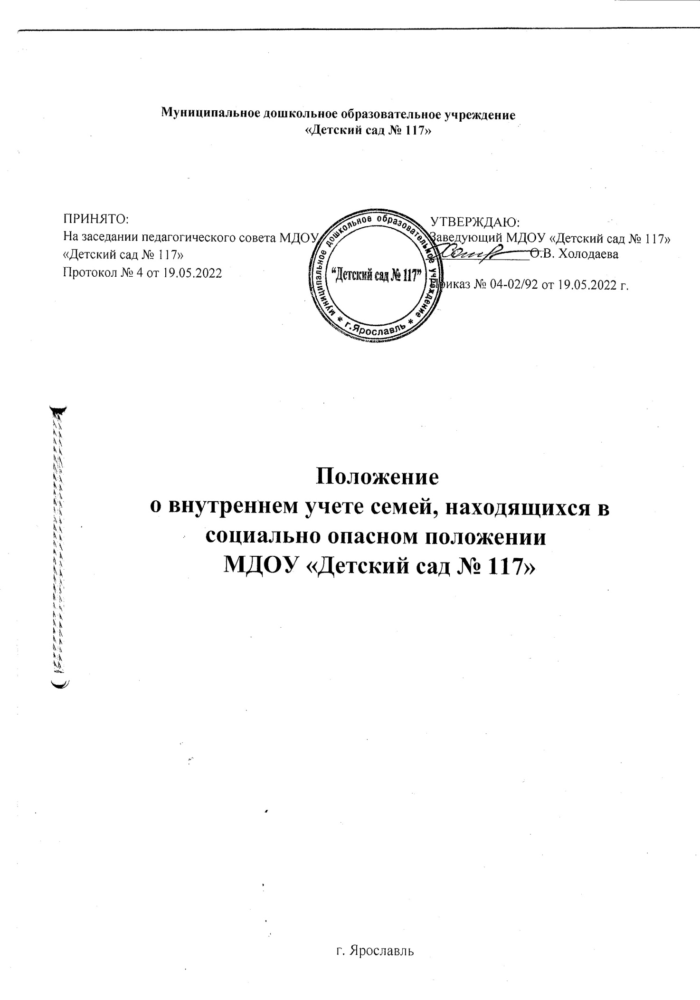 Муниципальное дошкольное образовательное учреждение
«Детский сад № 117»
ПРИНЯТО:
На заседании педагогического совета МДОУ
«Детский сад № 117»
Протокол № 4 от 19.05.2022
муниципальное дошкольное образовательное учреждение
* г.Ярославль *
“Детский сад № 117”
УТВЕРЖДАЮ:
Заведующий МДОУ «Детский сад № 117»
О.В. Холодаева
Приказ № 04-02/92 от 19.05.2022 г.
Положение
о внутреннем учете семей, находящихся в
социально опасном положении
МДОУ «Детский сад № 117»
г. Ярославль